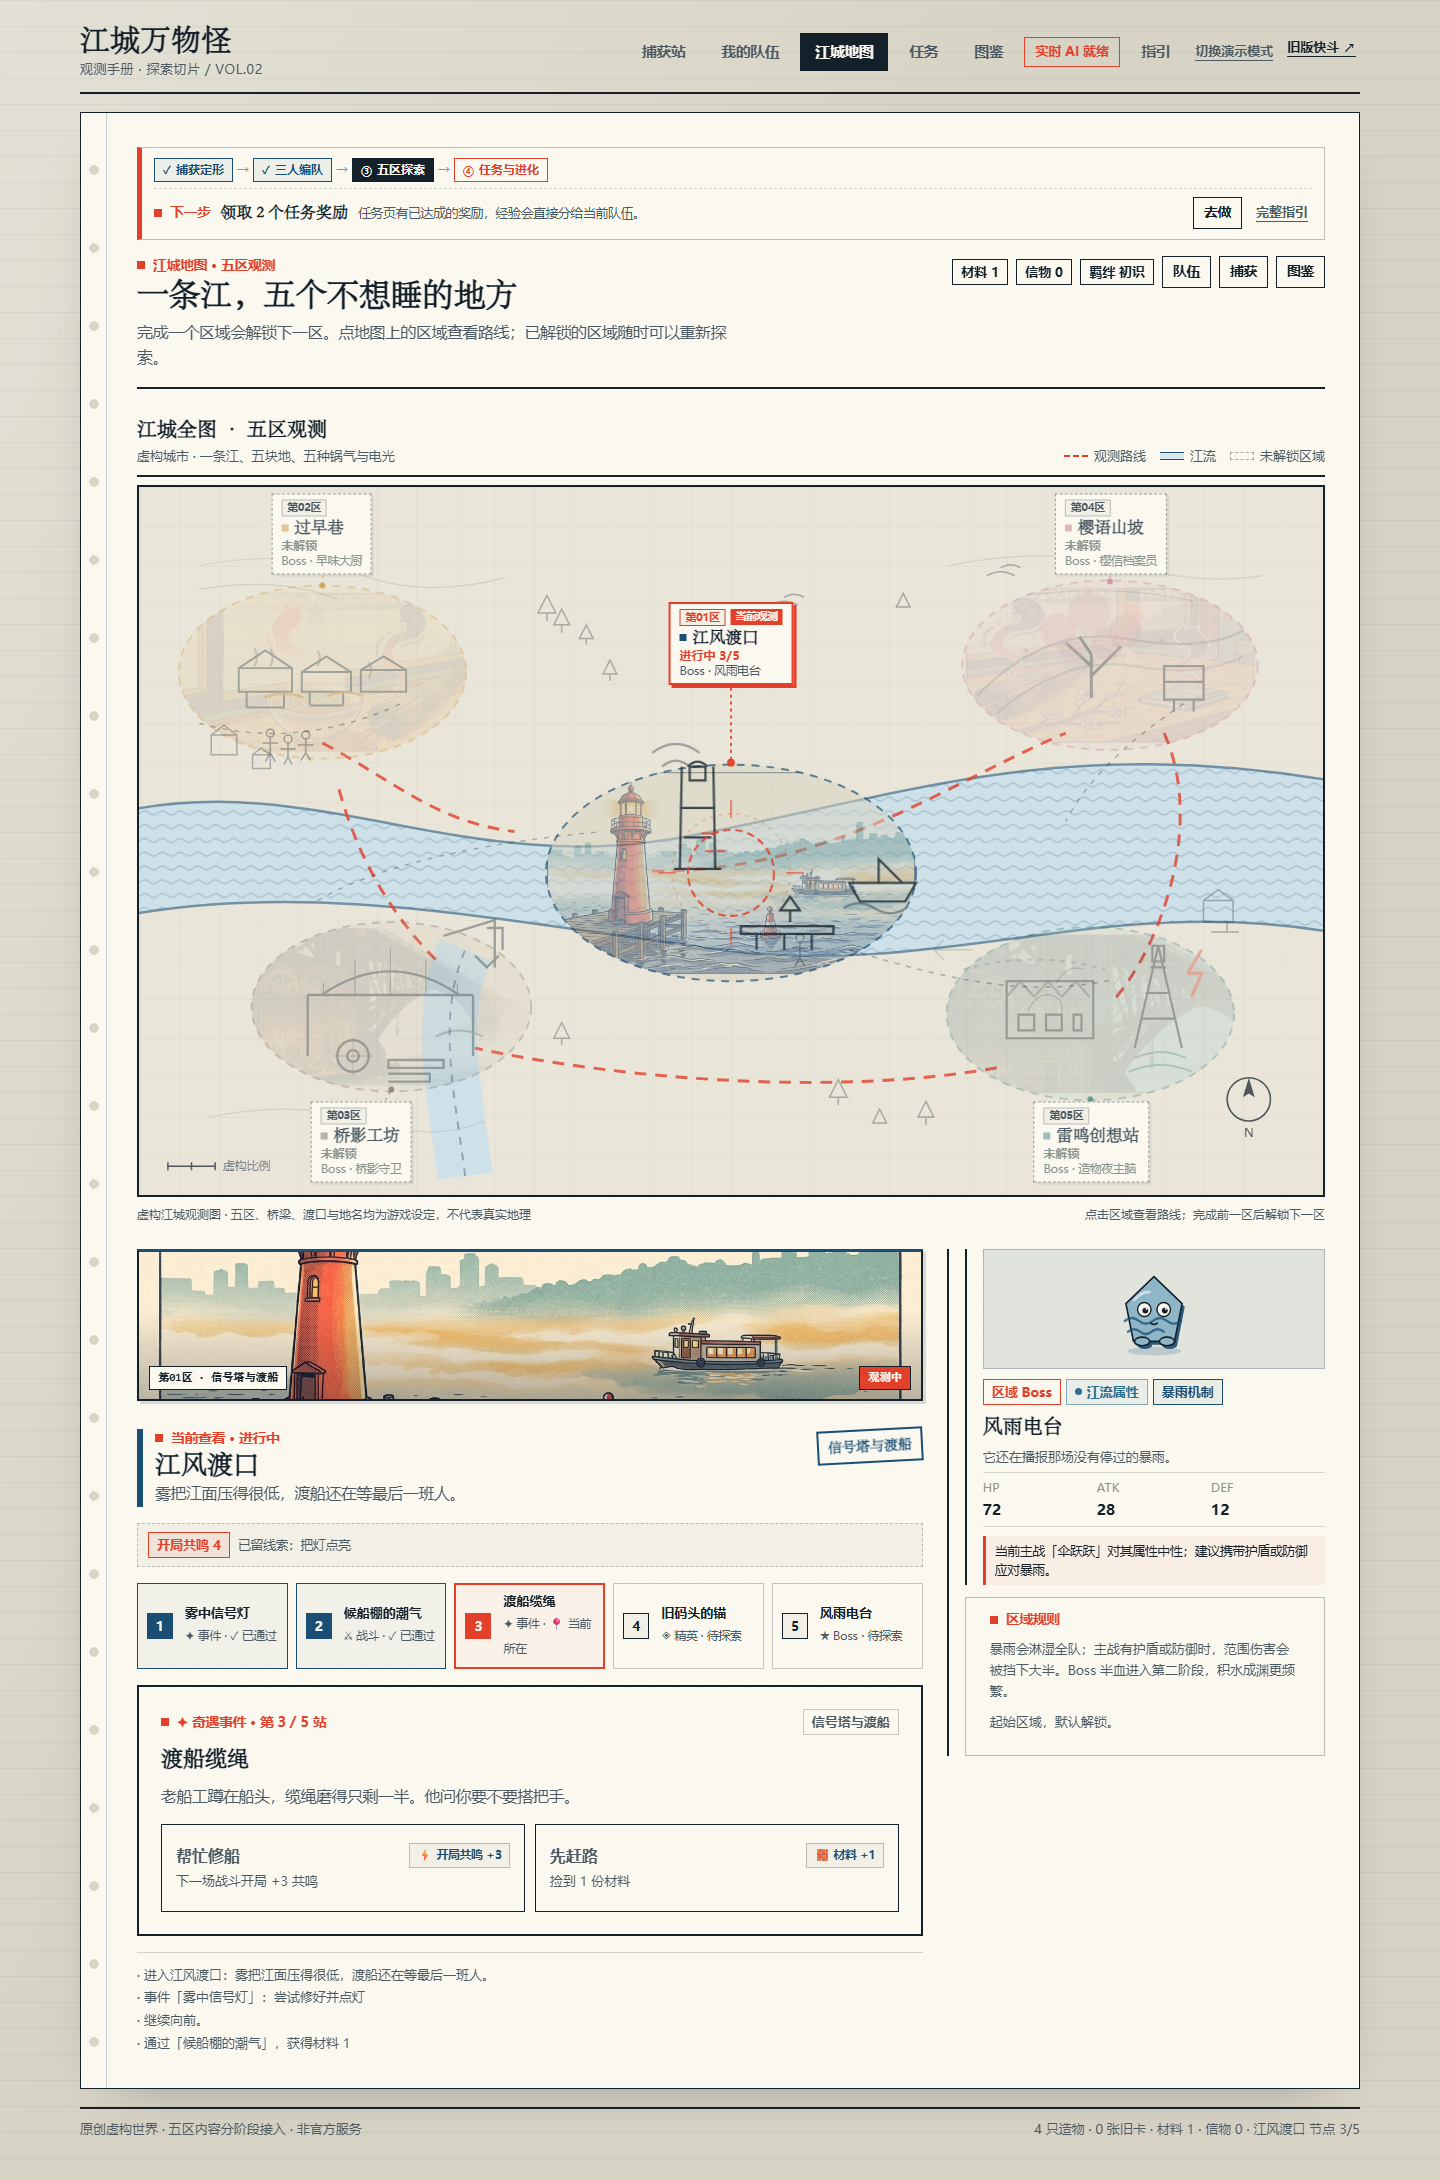 江城万物怪
观测手册 · 探索切片 / VOL.02
捕获站
我的队伍
江城地图
任务
图鉴
实时 AI 就绪
指引
切换演示模式
旧版快斗 ↗
✓ 捕获定形 → ✓ 三人编队 → ③ 五区探索 → ④ 任务与进化
下一步 领取 2 个任务奖励 任务页有已达成的奖励，经验会直接分给当前队伍。
去做
完整指引
江城地图 • 五区观测
一条江，五个不想睡的地方
材料 1
信物 0
羁绊 初识
队伍
捕获
图鉴
完成一个区域会解锁下一区。点地图上的区域查看路线；已解锁的区域随时可以重新探
索。
江城全图 · 五区观测
虚构城市 · 一条江、五块地、五种锅气与电光
观测路线
江流
未解锁区域
第02区
过早巷
未解锁
Boss · 早味大厨
第04区
樱语山坡
未解锁
Boss · 樱信档案员
第01区 当前观测
江风渡口
进行中 3/5
Boss · 风雨电台
第03区
桥影工坊
未解锁
Boss · 桥影守卫
第05区
雷鸣创想站
未解锁
Boss · 造物夜主脑
N
虚构比例
虚构江城观测图 · 五区、桥梁、渡口与地名均为游戏设定，不代表真实地理
点击区域查看路线；完成前一区后解锁下一区
第01区 · 信号塔与渡船
观测中
当前查看 • 进行中
江风渡口
雾把江面压得很低，渡船还在等最后一班人。
信号塔与渡船
开局共鸣 4 已留线索：把灯点亮
1
雾中信号灯
✦ 事件 · ✓ 已通过
2
候船棚的潮气
⚔ 战斗 · ✓ 已通过
3
渡船缆绳
✦ 事件 · 📍 当前
所在
4
旧码头的锚
◈ 精英 · 待探索
5
风雨电台
★ Boss · 待探索
✦ 奇遇事件 • 第 3 / 5 站
信号塔与渡船
渡船缆绳
老船工蹲在船头，缆绳磨得只剩一半。他问你要不要搭把手。
帮忙修船
⚡ 开局共鸣 +3
下一场战斗开局 +3 共鸣
先赶路
🧱 材料 +1
捡到 1 份材料
· 进入江风渡口：雾把江面压得很低，渡船还在等最后一班人。
· 事件「雾中信号灯」：尝试修好并点灯
· 继续向前。
· 通过「候船棚的潮气」，获得材料 1
区域 Boss
江流属性
暴雨机制
风雨电台
它还在播报那场没有停过的暴雨。
HP ATK DEF
72 28 12
当前主战「伞跃跃」对其属性中性；建议携带护盾或防御
应对暴雨。
区域规则
暴雨会淋湿全队；主战有护盾或防御时，范围伤害会
被挡下大半。Boss 半血进入第二阶段，积水成渊更频
繁。
起始区域，默认解锁。
原创虚构世界 · 五区内容分阶段接入 · 非官方服务
4 只造物 · 0 张旧卡 · 材料 1 · 信物 0 · 江风渡口 节点 3/5